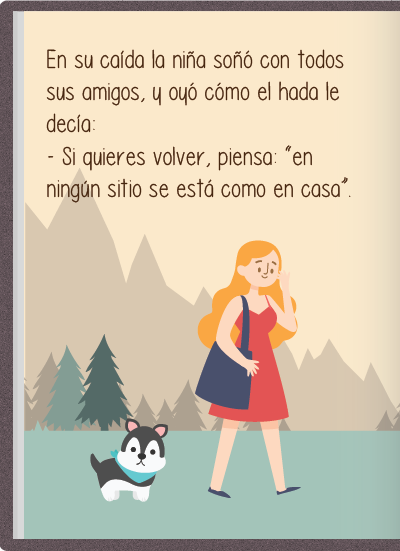 En su caída la niña soñó con todos
sus amigos, y oyó cómo el hada le
decía:
- Si quieres volver, piensa: "en
ningún sitio se está como en casa".